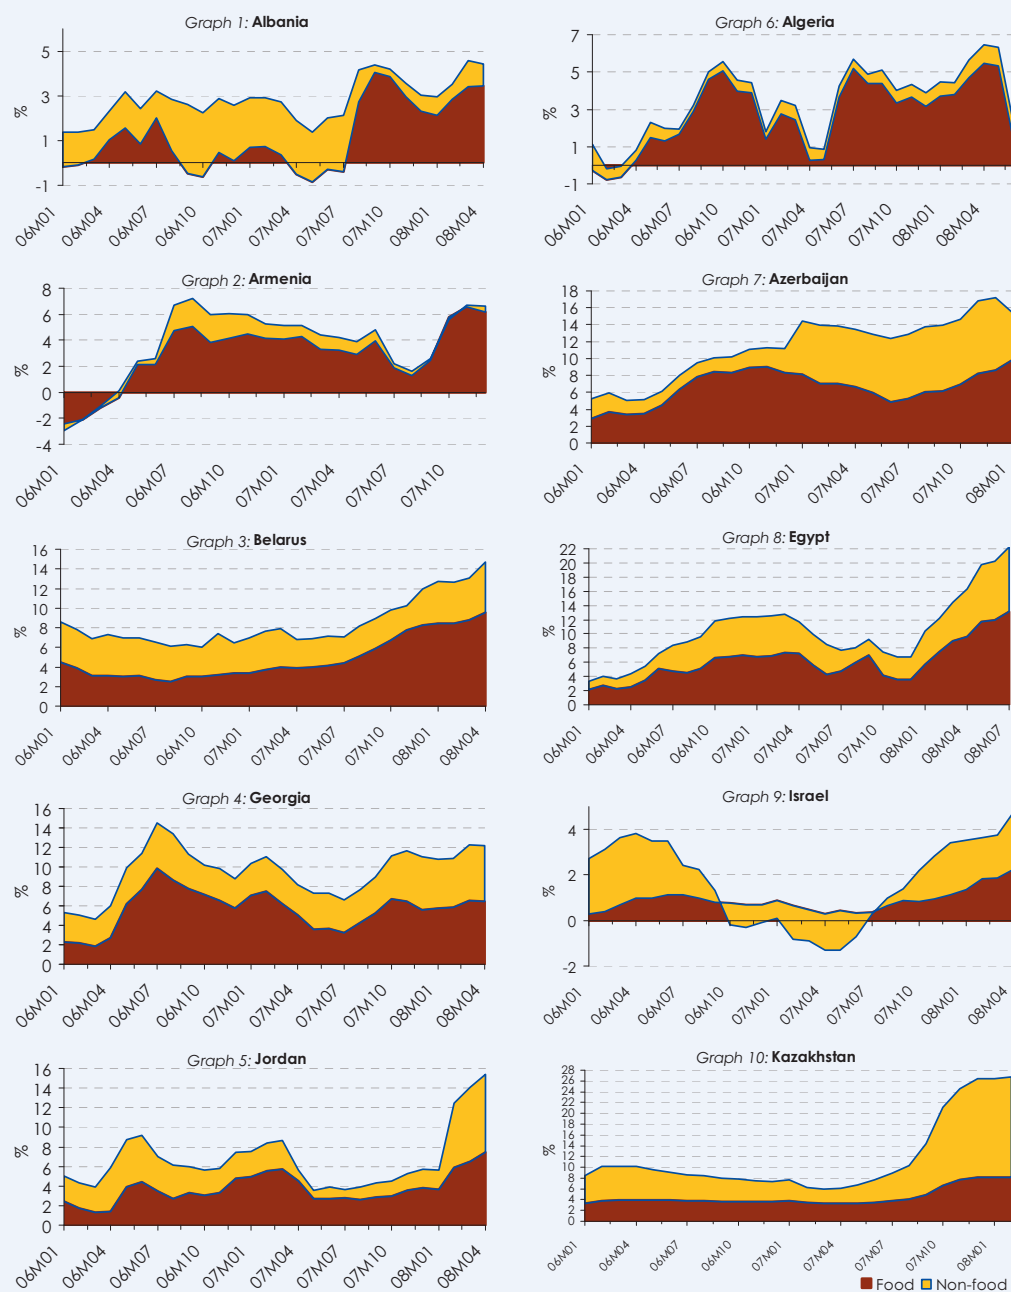 Graph 1: Albania
5
3
1
-1
%
06M01
06M04
06M07
06M10
07M01
07M04
07M07
07M10
08M01
08M04
Graph 6: Algeria
7
5
3
1
-1
%
06M01
06M04
06M07
06M10
07M01
07M04
07M07
07M10
08M01
08M04
Graph 2: Armenia
8
6
4
2
0
-2
-4
%
06M01
06M04
06M07
06M10
07M01
07M04
07M07
07M10
Graph 7: Azerbaijan
18
16
14
12
10
8
6
4
2
0
%
06M01
06M04
06M07
06M10
07M01
07M04
07M07
07M10
08M01
Graph 3: Belarus
16
14
12
10
8
6
4
2
0
%
06M01
06M04
06M07
06M10
07M01
07M04
07M07
07M10
08M01
08M04
Graph 8: Egypt
22
20
18
16
14
12
10
8
6
4
2
0
%
06M01
06M04
06M07
06M10
07M01
07M04
07M07
07M10
08M01
08M04
08M07
Graph 4: Georgia
16
14
12
10
8
6
4
2
0
%
06M01
06M04
06M07
06M10
07M01
07M04
07M07
07M10
08M01
08M04
Graph 9: Israel
4
2
0
-2
%
06M01
06M04
06M07
06M10
07M01
07M04
07M07
07M10
08M01
08M04
Graph 5: Jordan
16
14
12
10
8
6
4
2
0
%
06M01
06M04
06M07
06M10
07M01
07M04
07M07
07M10
08M01
08M04
Graph 10: Kazakhstan
28
26
24
22
20
18
16
14
12
10
8
6
4
2
0
%
06M01
06M04
06M07
06M10
07M01
07M04
07M07
07M10
08M01
Food Non-food